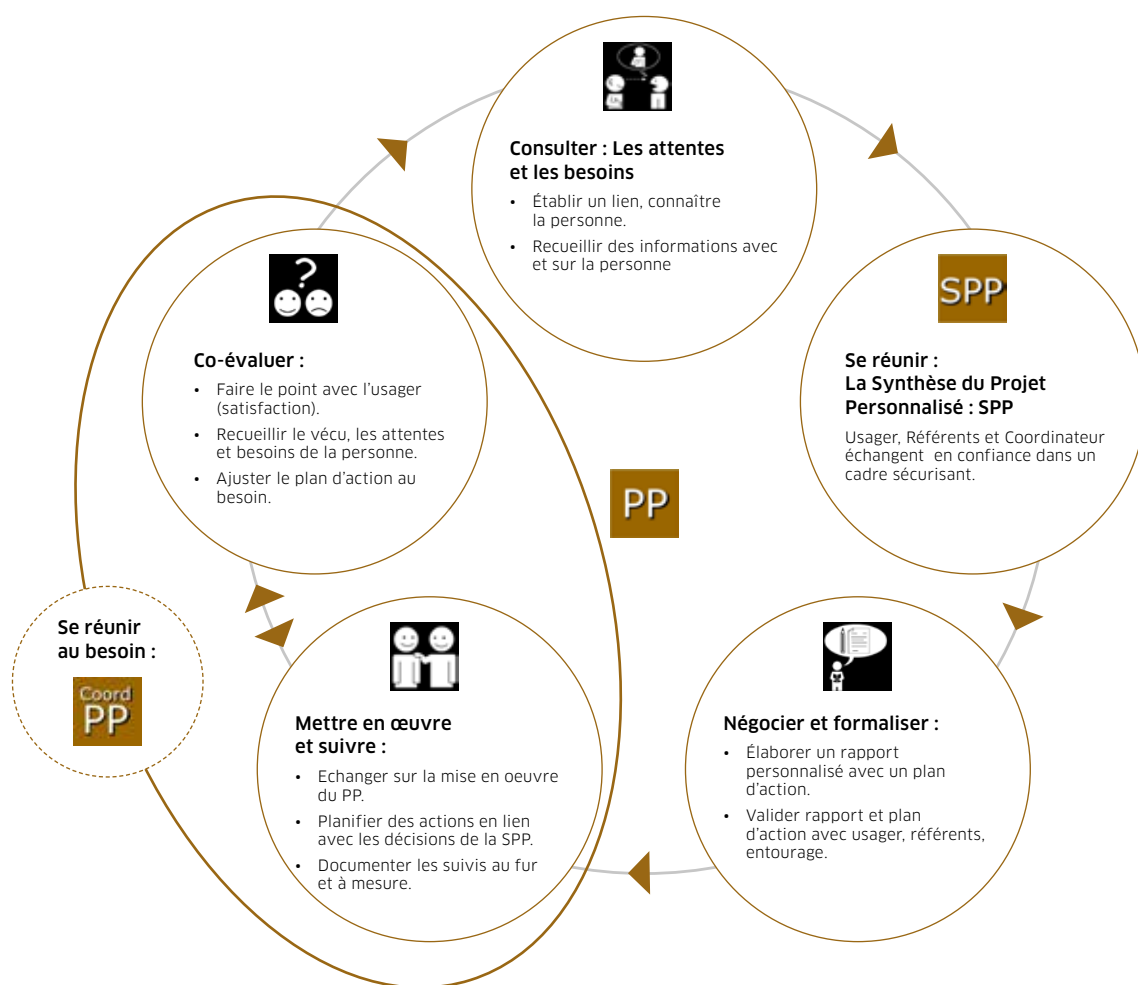 Consulter : Les attentes
et les besoins
• Établir un lien, connaître
la personne.
• Recueillir des informations avec
et sur la personne
SPP
Se réunir :
La Synthèse du Projet
Personnalisé : SPP
Usager, Référents et Coordinateur
échangent en confiance dans un
cadre sécurisant.
Négocier et formaliser :
• Élaborer un rapport
personnalisé avec un plan
d'action.
• Valider rapport et plan
d'action avec usager, référents,
entourage.
Mettre en œuvre
et suivre :
• Echanger sur la mise en oeuvre
du PP.
• Planifier des actions en lien
avec les décisions de la SPP.
• Documenter les suivis au fur
et à mesure.
?
Co-évaluer :
• Faire le point avec l'usager
(satisfaction).
• Recueillir le vécu, les attentes
et besoins de la personne.
• Ajuster le plan d'action au
besoin.
PP
Se réunir
au besoin :
Coord
PP